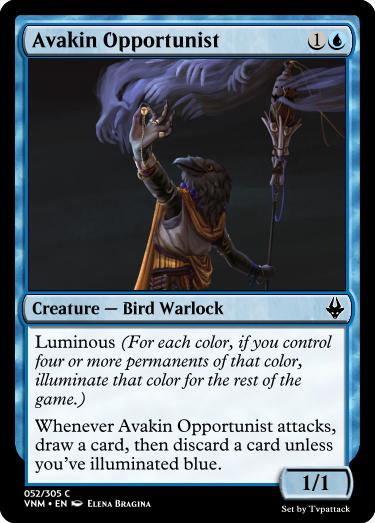 Avakin Opportunist 1
Creature — Bird Warlock
Luminous (For each color, if you control
four or more permanents of that color,
illuminate that color for the rest of the
game.)
Whenever Avakin Opportunist attacks,
draw a card, then discard a card unless
you've illuminated blue.
1/1
052/305 C
VNM • EN Elena Bragina
Set by Tvpattack